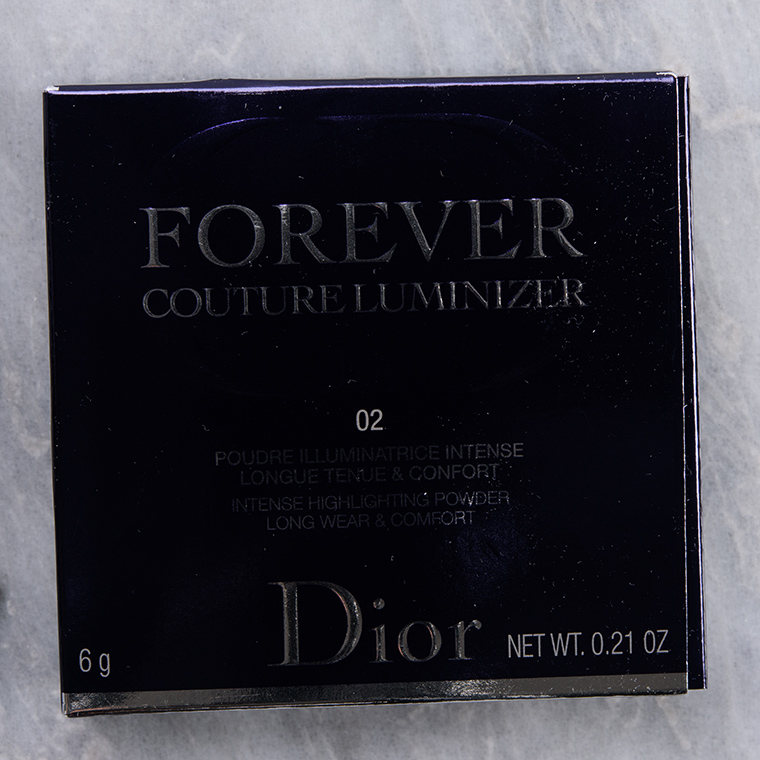 FOREVER
COUTURE LUMINIZER
02
POUDRE ILLUMINATRICE INTENSE
LONGUE TENUE & CONFORT
INTENSE HIGHLIGHTING POWDER
LONG WEAR & COMFORT
Dior
6 g
NET WT. 0.21 OZ